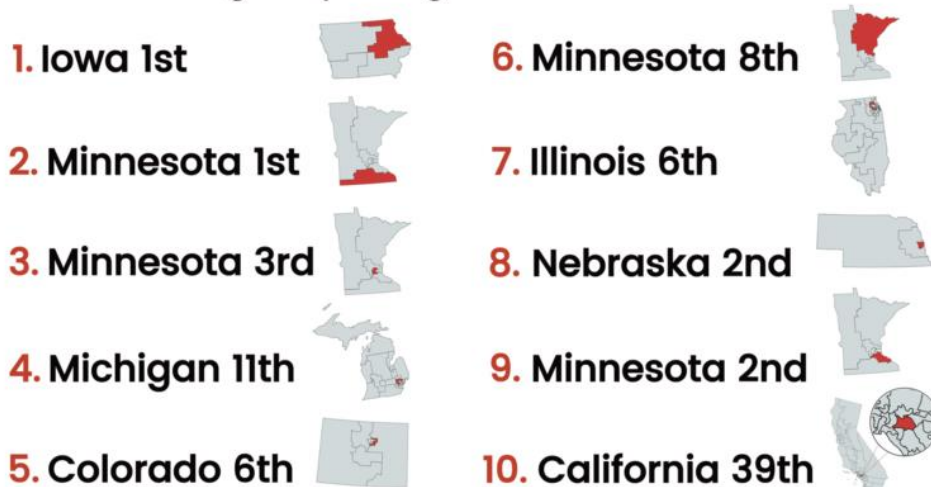 1. Iowa 1st
2. Minnesota 1st
3. Minnesota 3rd
4. Michigan 11th
5. Colorado 6th
6. Minnesota 8th
7. Illinois 6th
8. Nebraska 2nd
9. Minnesota 2nd
10. California 39th